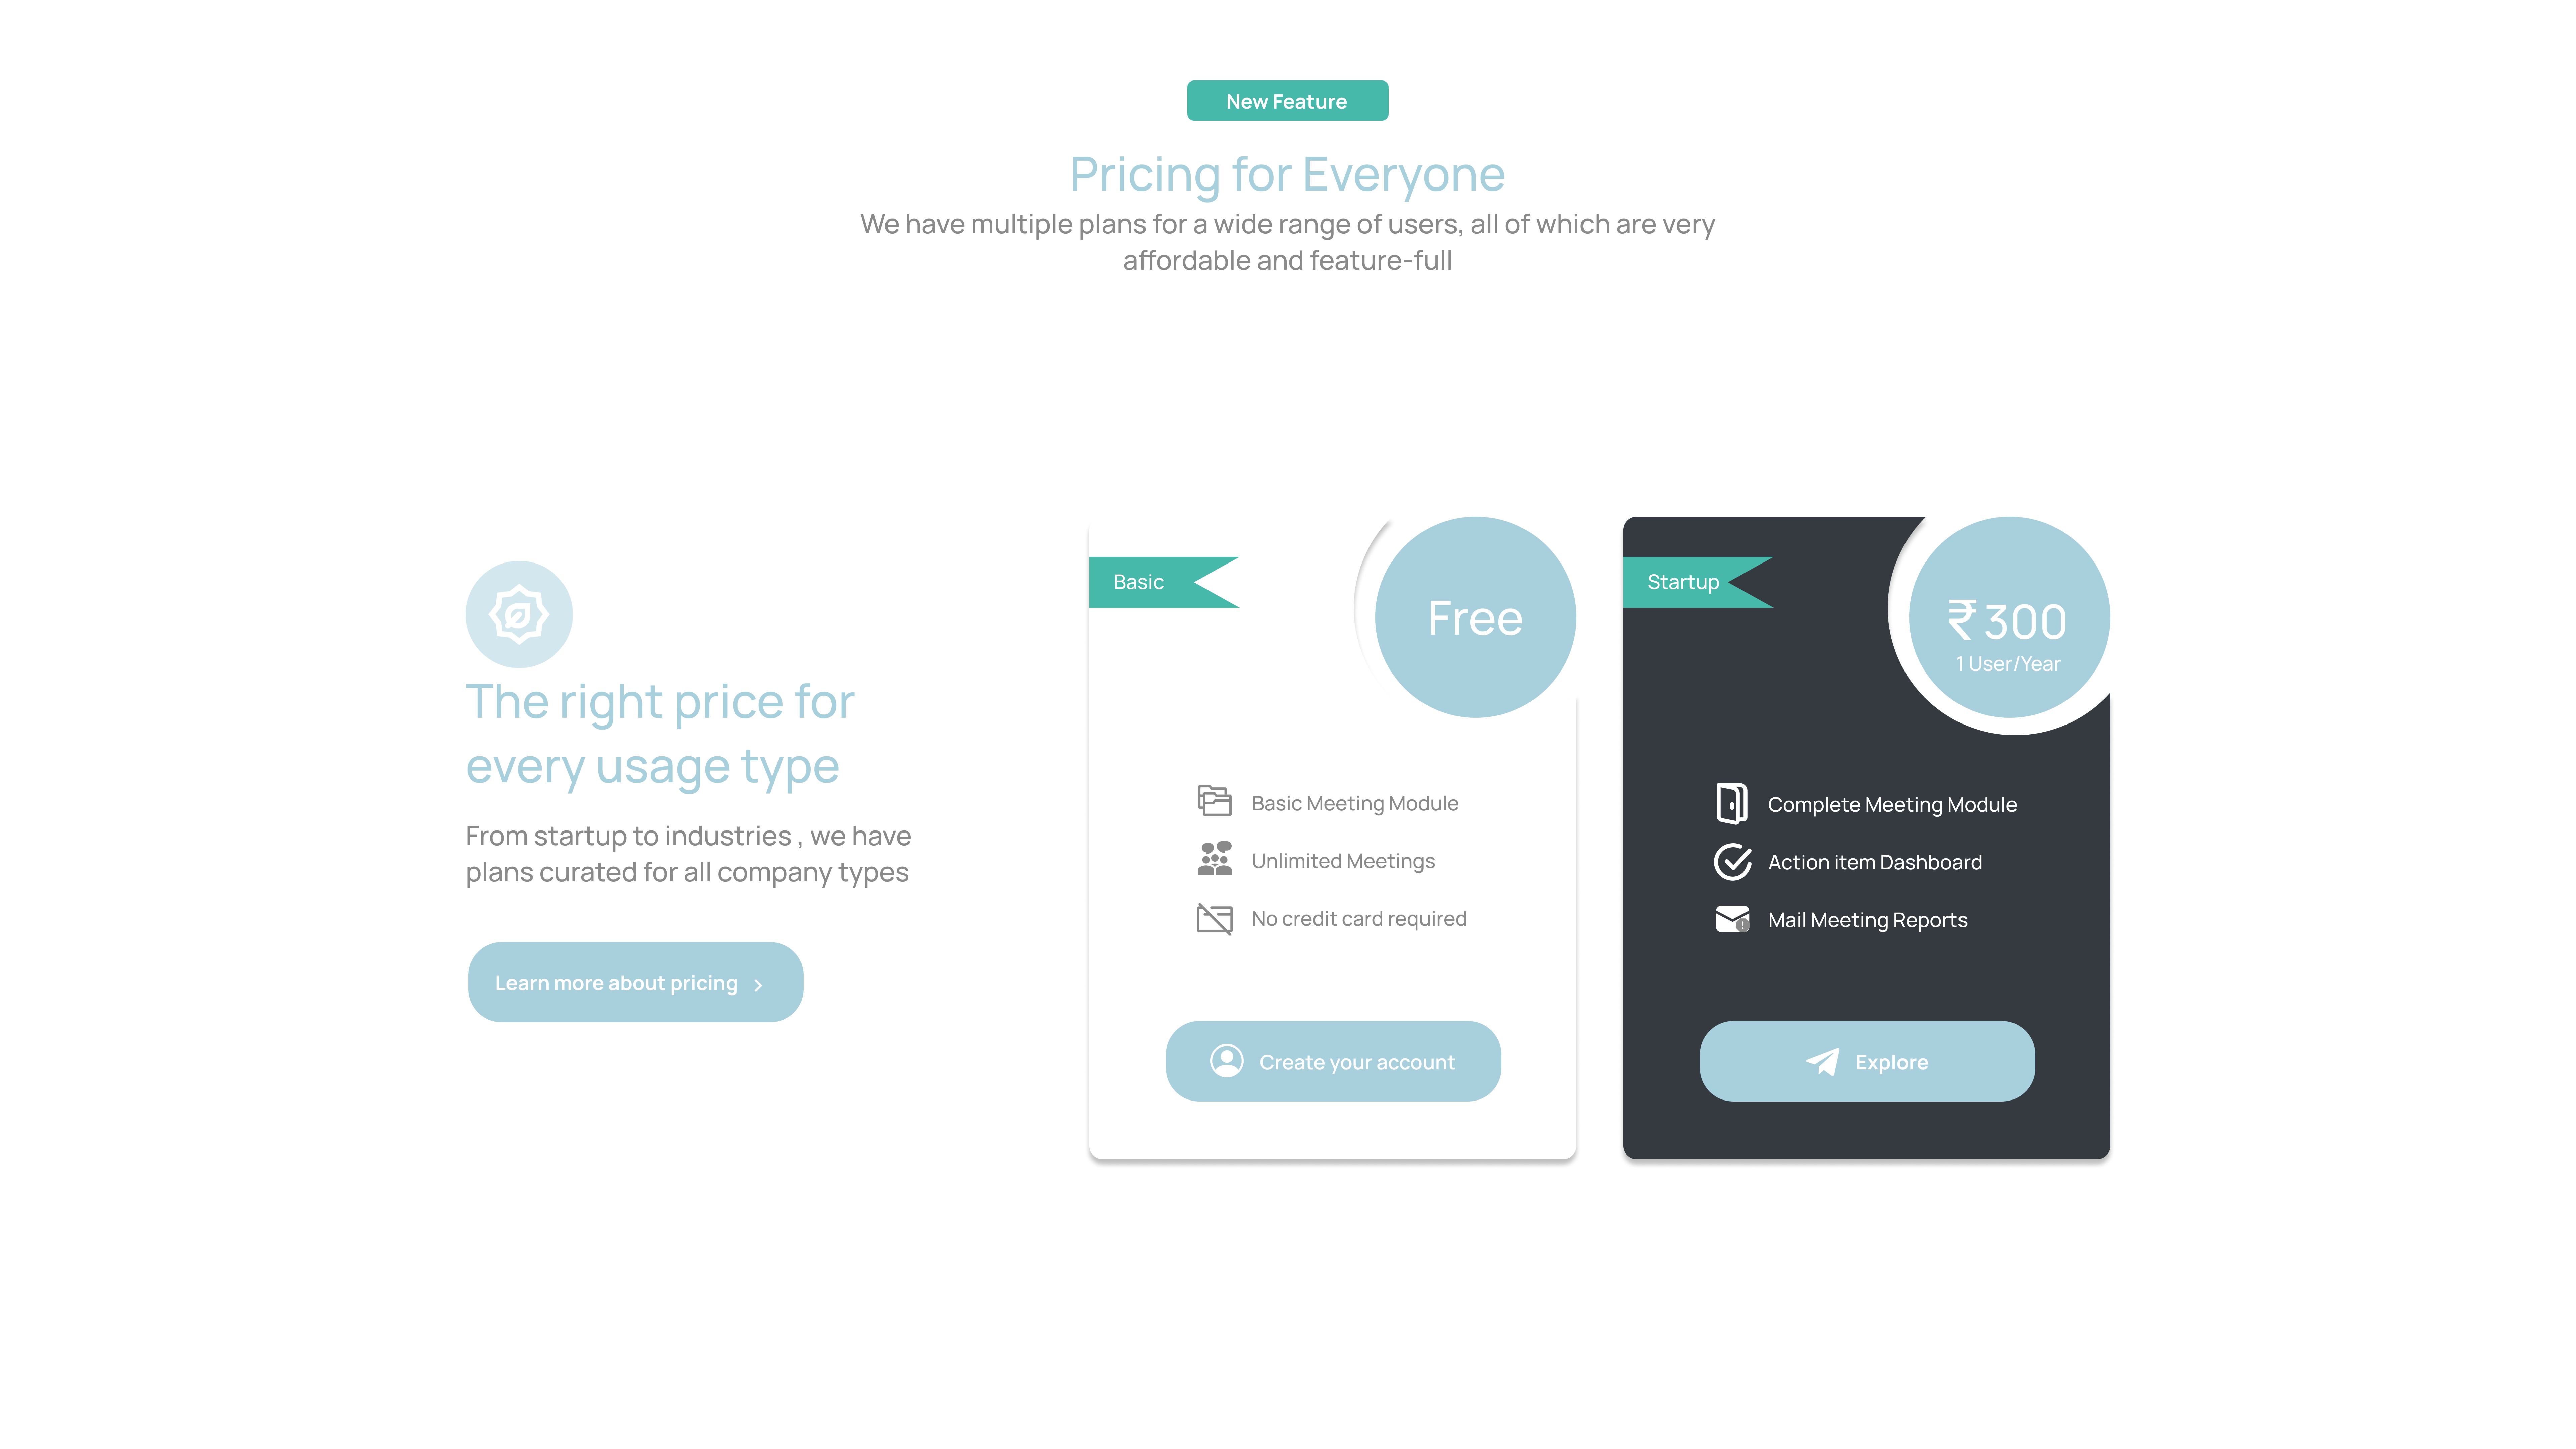 New Feature
Pricing for Everyone
We have multiple plans for a wide range of users, all of which are very
affordable and feature-full
The right price for
every usage type
From startup to industries , we have
plans curated for all company types
Learn more about pricing
Basic
Free
Basic Meeting Module
Unlimited Meetings
No credit card required
Create your account
Startup
₹ 300
1 User/Year
Complete Meeting Module
Action item Dashboard
Mail Meeting Reports
Explore